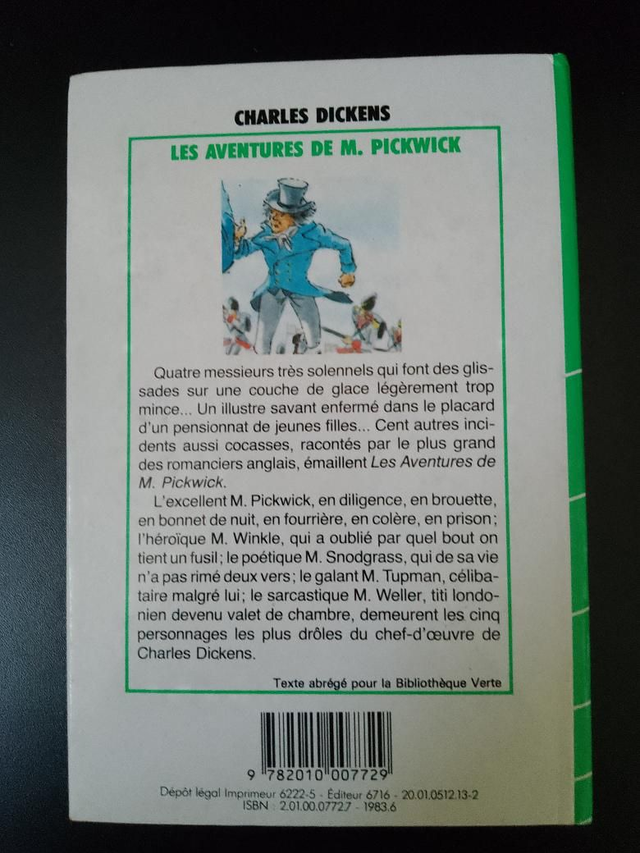 CHARLES DICKENS
LES AVENTURES DE M. PICKWICK
Quatre messieurs très solennels qui font des glis-
sades sur une couche de glace légèrement trop
mince... Un illustre savant enfermé dans le placard
d'un pensionnat de jeunes filles... Cent autres inci-
dents aussi cocasses, racontés par le plus grand
des romanciers anglais, émaillent Les Aventures de
M. Pickwick.
L'excellent M. Pickwick, en diligence, en brouette,
en bonnet de nuit, en fourrière, en colère, en prison;
l'héroïque M. Winkle, qui a oublié par quel bout on
tient un fusil; le poétique M. Snodgrass, qui de sa vie
n'a pas rimé deux vers; le galant M. Tupman, céliba-
taire malgré lui; le sarcastique M. Weller, titi londo-
nien devenu valet de chambre, demeurent les cinq
personnages les plus drôles du chef-d'œuvre de
Charles Dickens.
Texte abrégé pour la Bibliothèque Verte
9 782010 007729
Dépôt légal Imprimeur 6222-5 - Éditeur 6716 - 20.01.0512.13-2
ISBN : 2.01.00.0772.7 - 1983.6